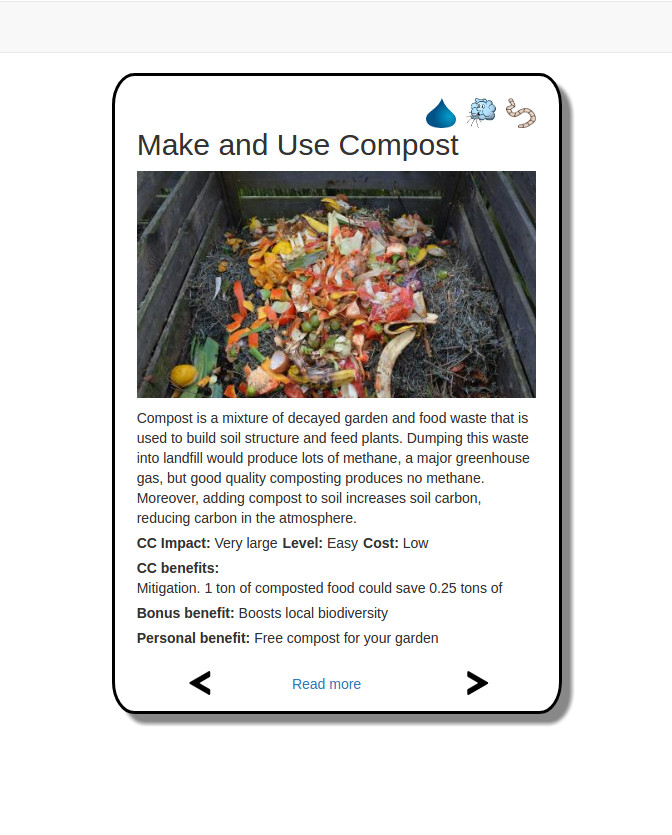 Make and Use Compost
Compost is a mixture of decayed garden and food waste that is
used to build soil structure and feed plants. Dumping this waste
into landfill would produce lots of methane, a major greenhouse
gas, but good quality composting produces no methane.
Moreover, adding compost to soil increases soil carbon,
reducing carbon in the atmosphere.
CC Impact: Very large Level: Easy Cost: Low
CC benefits:
Mitigation. 1 ton of composted food could save 0.25 tons of
Bonus benefit: Boosts local biodiversity
Personal benefit: Free compost for your garden
Read more